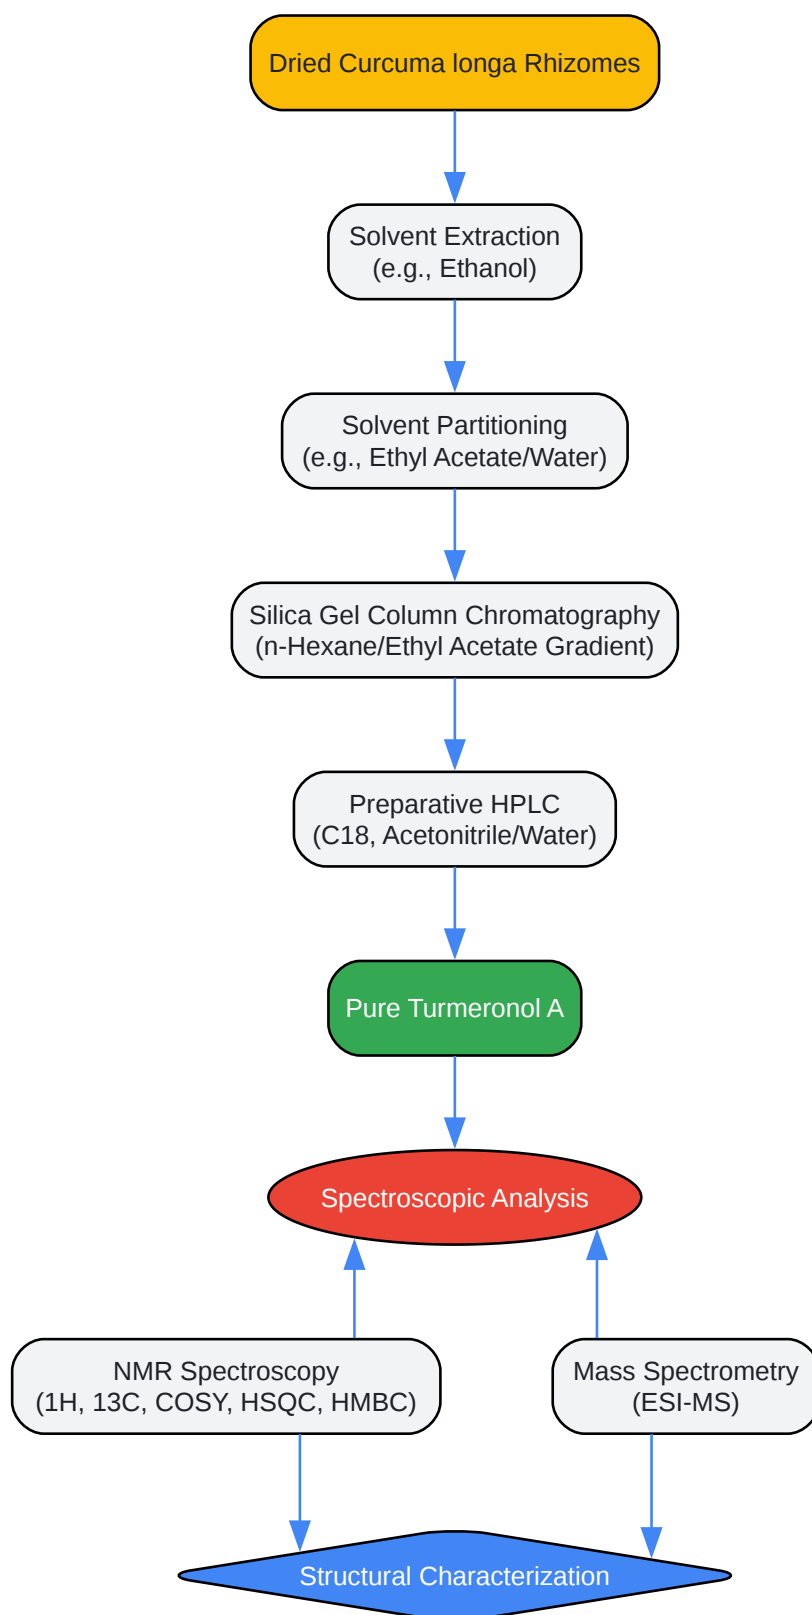 Dried Curcuma longa Rhizomes
Solvent Extraction
(e.g., Ethanol)
Solvent Partitioning
(e.g., Ethyl Acetate/Water)
Silica Gel Column Chromatography
(n-Hexane/Ethyl Acetate Gradient)
Preparative HPLC
(C18, Acetonitrile/Water)
Pure Turmeronol A
Spectroscopic Analysis
NMR Spectroscopy
(1H, 13C, COSY, HSQC, HMBC)
Mass Spectrometry
(ESI-MS)
Structural Characterization